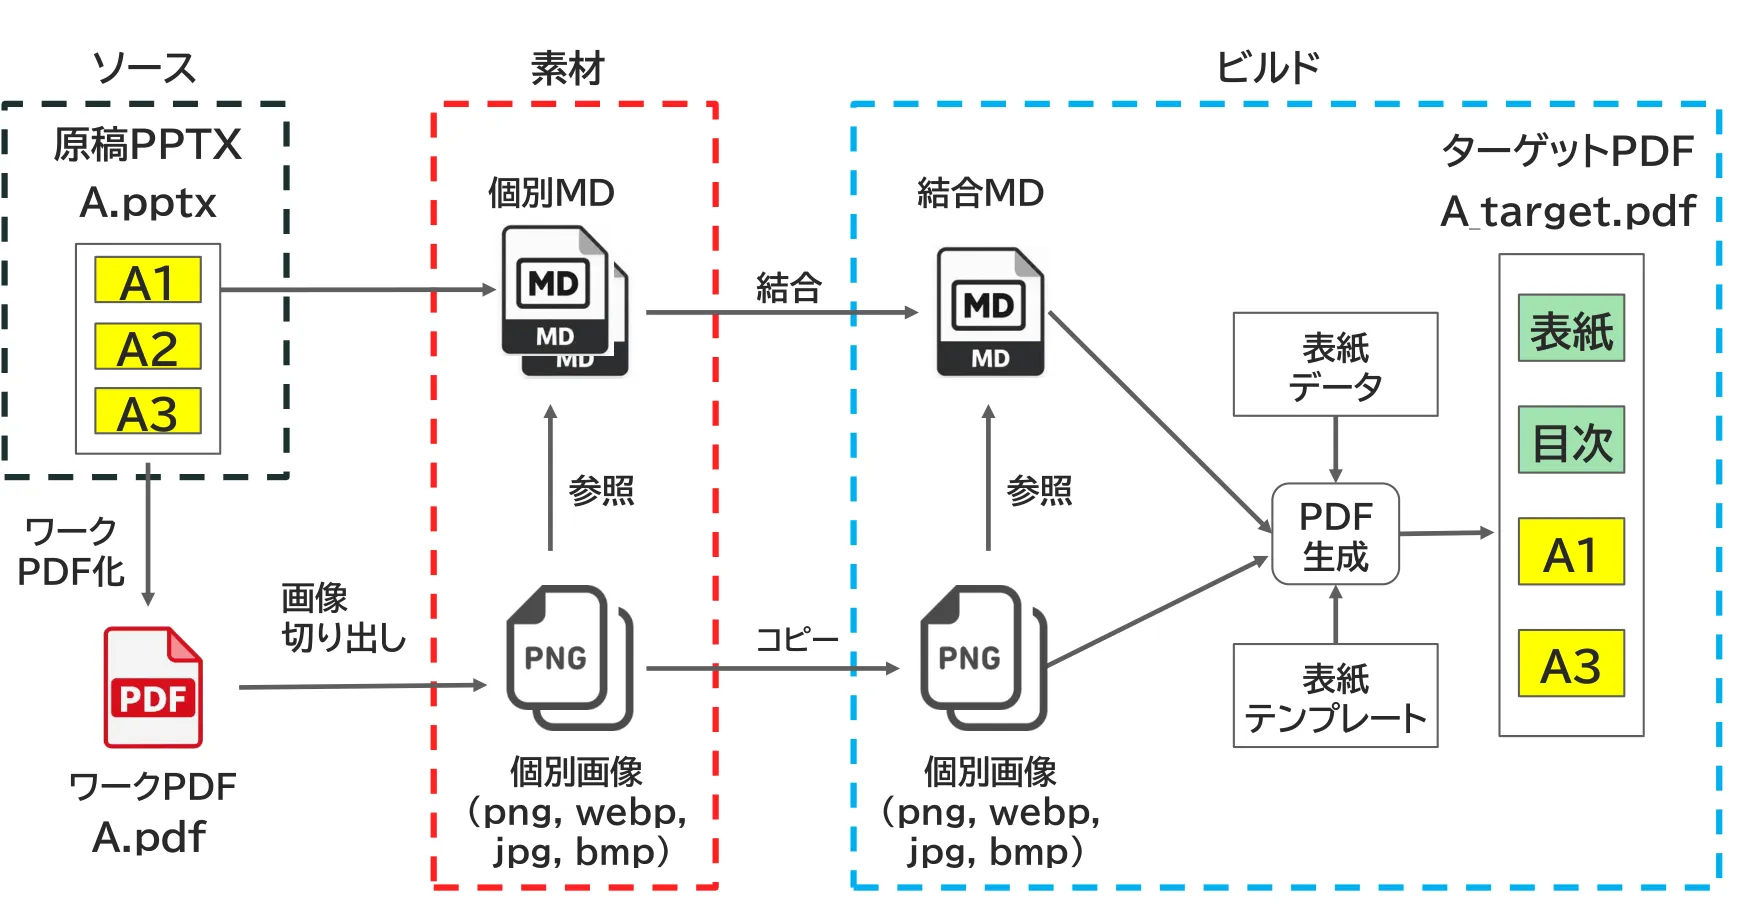 ソース
原稿PPTX
A.pptx
A1
A2
A3
ワーク
PDF化
PDF
ワークPDF
A.pdf
画像
切り出し
素材
個別MD
MD
MD
MD
参照
PNG
個別画像
（png, webp,
jpg, bmp）
結合
コピー
ビルド
結合MD
MD
MD
参照
PNG
個別画像
（png, webp,
jpg, bmp）
表紙
データ
PDF
生成
表紙
テンプレート
ターゲットPDF
A_target.pdf
表紙
目次
A1
A3